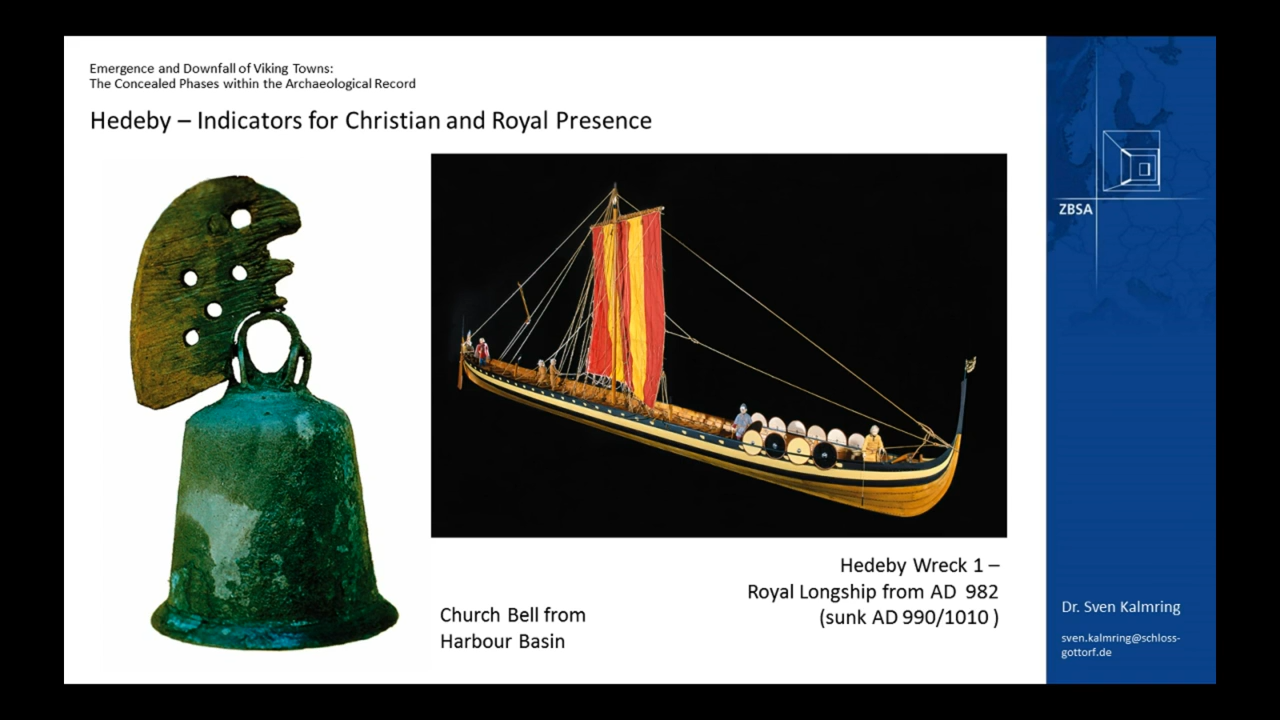 Emergence and Downfall of Viking Towns:
The Concealed Phases within the Archaeological Record
Hedeby – Indicators for Christian and Royal Presence
Church Bell from
Harbour Basin
Hedeby Wreck 1 –
Royal Longship from AD 982
(sunk AD 990/1010 )
ZBSA
Dr. Sven Kalmring
sven.kalmring@schloss-
gottorf.de